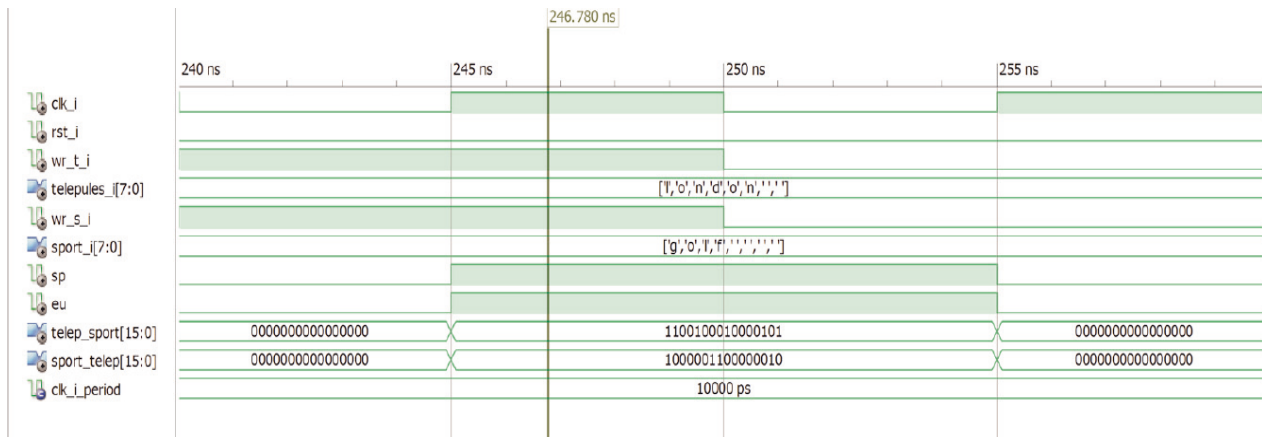 246.780 ns
240 ns 245 ns 250 ns 255 ns
clk_i
rst_i
wr_t_i
telepules_i[7:0] ['l','o','n','d','o','n',' ',' ']
wr_s_i
sport_i[7:0] ['g','o','l','f',' ',' ',' ',' ']
sp
eu
telep_sport[15:0] 0000000000000000 1100100010000101 0000000000000000
sport_telep[15:0] 0000000000000000 1000001100000010 0000000000000000
clk_i_period 10000 ps